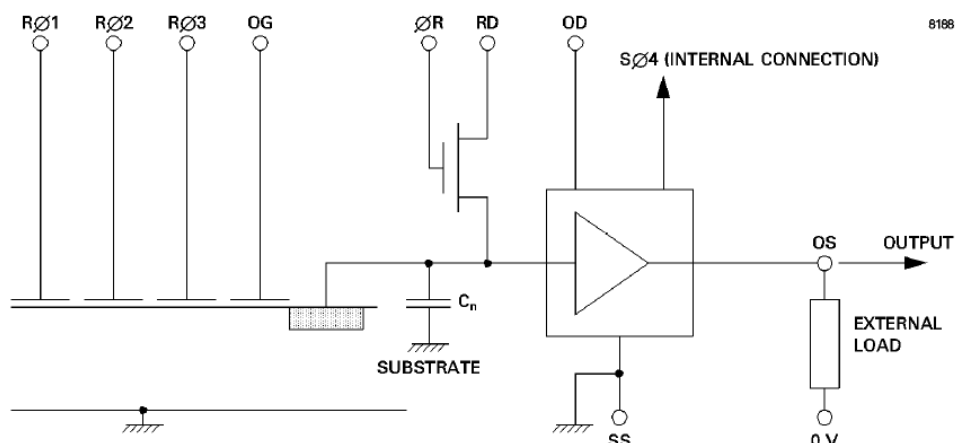 RØ1 RØ2 RØ3 OG ØR RD OD
8188
SØ4 (INTERNAL CONNECTION)
OS OUTPUT
Cn
SUBSTRATE
EXTERNAL
LOAD
SS 0 V